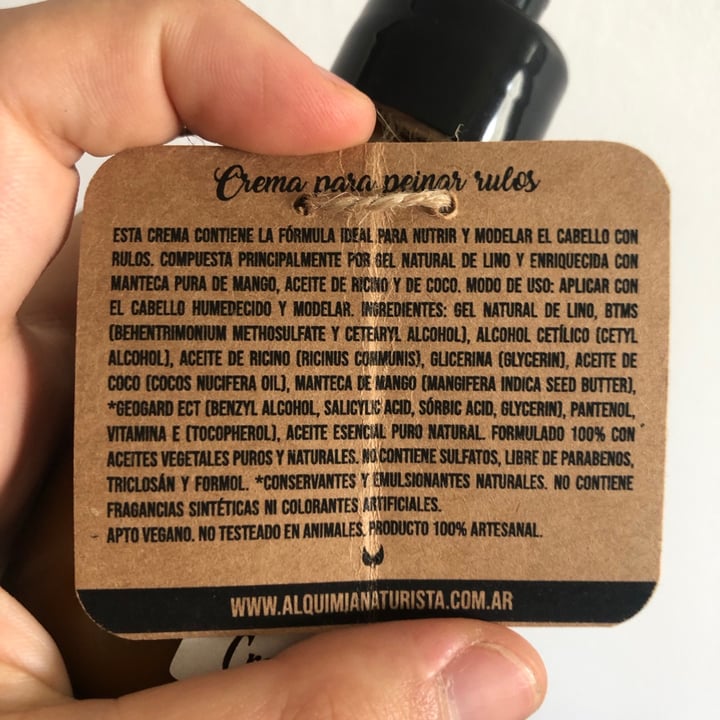 Crema para peinar rulos
ESTA CREMA CONTIENE LA FÓRMULA IDEAL PARA NUTRIR Y MODELAR EL CABELLO CON
RULOS. COMPUESTA PRINCIPALMENTE POR GEL NATURAL DE LINO Y ENRIQUECIDA CON
MANTECA PURA DE MANGO, ACEITE DE RICINO Y DE COCO. MODO DE USO: APLICAR CON
EL CABELLO HUMEDECIDO Y MODELAR. INGREDIENTES: GEL NATURAL DE LINO, BTMS
(BEHENTRIMONIUM METHOSULFATE Y CETEARYL ALCOHOL), ALCOHOL CETÍLICO (CETYL
ALCOHOL), ACEITE DE RICINO (RICINUS COMMUNIS), GLICERINA (GLYCERIN), ACEITE DE
COCO (COCOS NUCIFERA OIL), MANTECA DE MANGO (MANGIFERA INDICA SEED BUTTER),
*GEOGARD ECT (BENZYL ALCOHOL, SALICYLIC ACID, SÓRBIC ACID, GLYCERIN), PANTENOL,
VITAMINA E (TOCOPHEROL), ACEITE ESENCIAL PURO NATURAL. FORMULADO 100% CON
ACEITES VEGETALES PUROS Y NATURALES. NO CONTIENE SULFATOS, LIBRE DE PARABENOS,
TRICLOSÁN Y FORMOL. *CONSERVANTES Y EMULSIONANTES NATURALES. NO CONTIENE
FRAGANCIAS SINTÉTICAS NI COLORANTES ARTIFICIALES.
APTO VEGANO. NO TESTEADO EN ANIMALES. PRODUCTO 100% ARTESANAL.
WWW.ALQUIMIANATURISTA.COM.AR